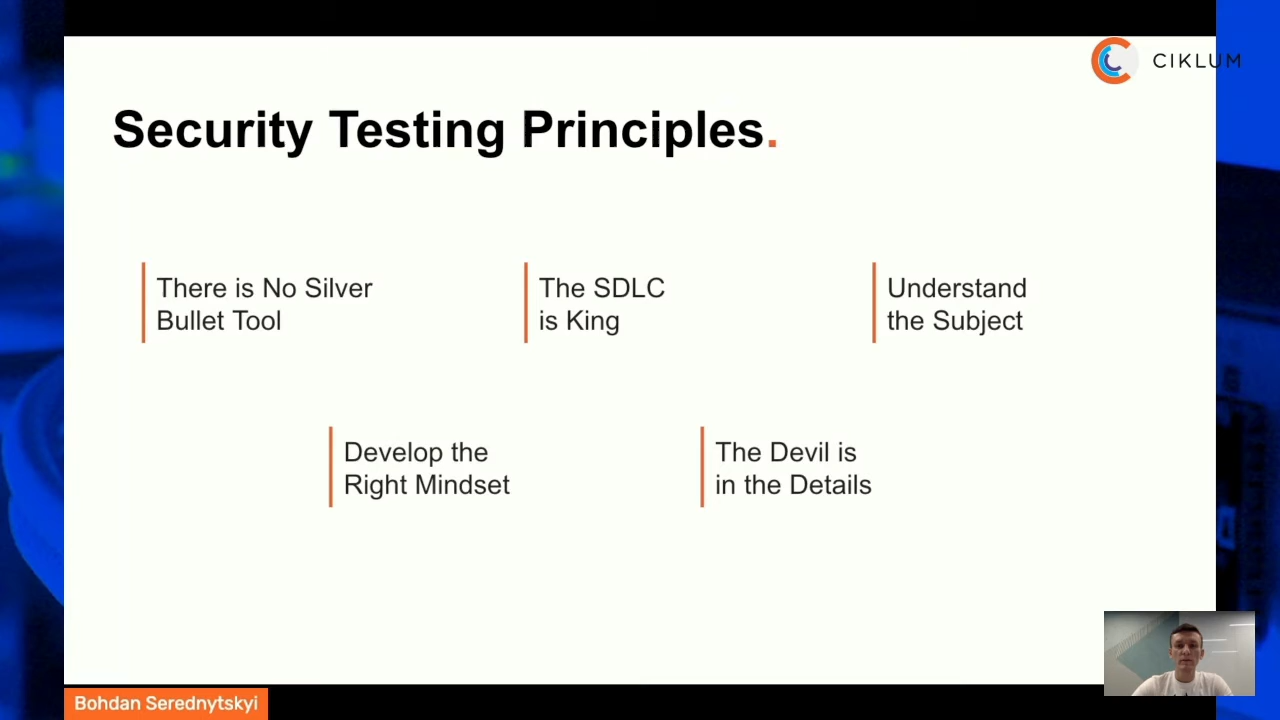 CIKLUM
Security Testing Principles.
There is No Silver
Bullet Tool
The SDLC
is King
Understand
the Subject
Develop the
Right Mindset
The Devil is
in the Details
Bohdan Serednytskyi